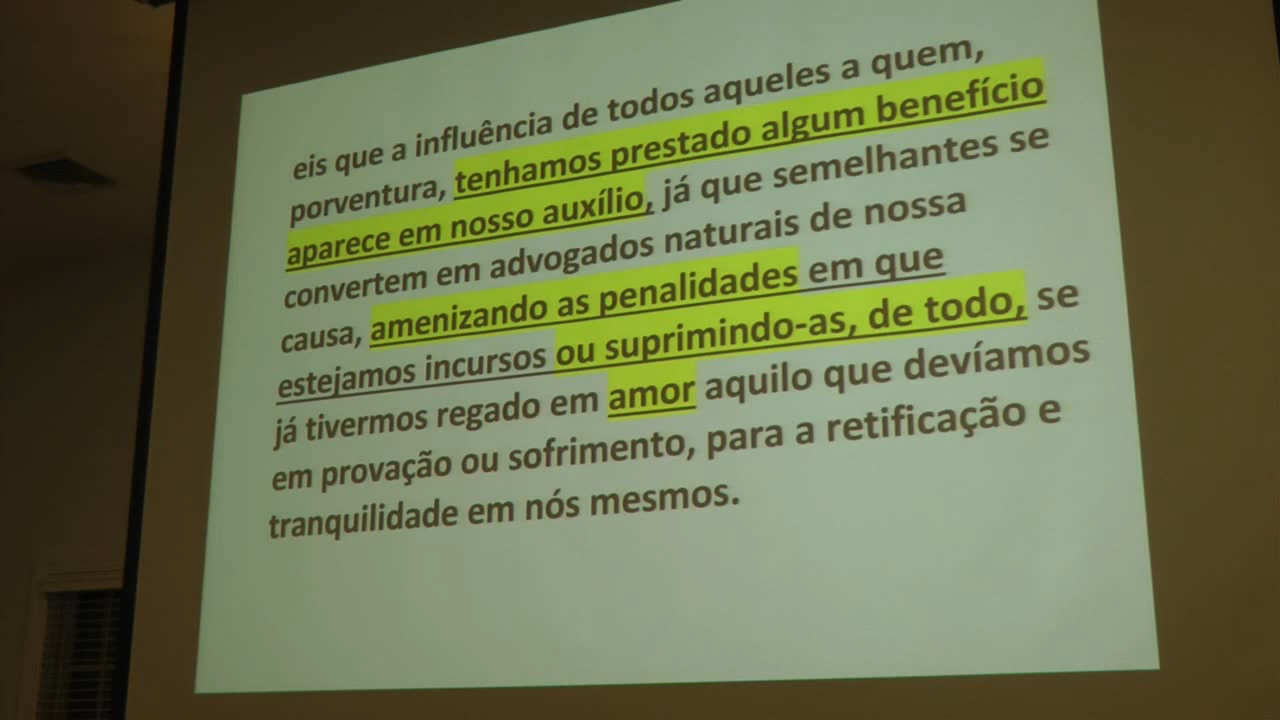 eis que a influência de todos aqueles a quem,
porventura, tenhamos prestado algum benefício
aparece em nosso auxílio, já que semelhantes se
convertem em advogados naturais de nossa
causa, amenizando as penalidades em que
estejamos incursos ou suprimindo-as, de todo, se
já tivermos regado em amor aquilo que devíamos
em provação ou sofrimento, para a retificação e
tranquilidade em nós mesmos.